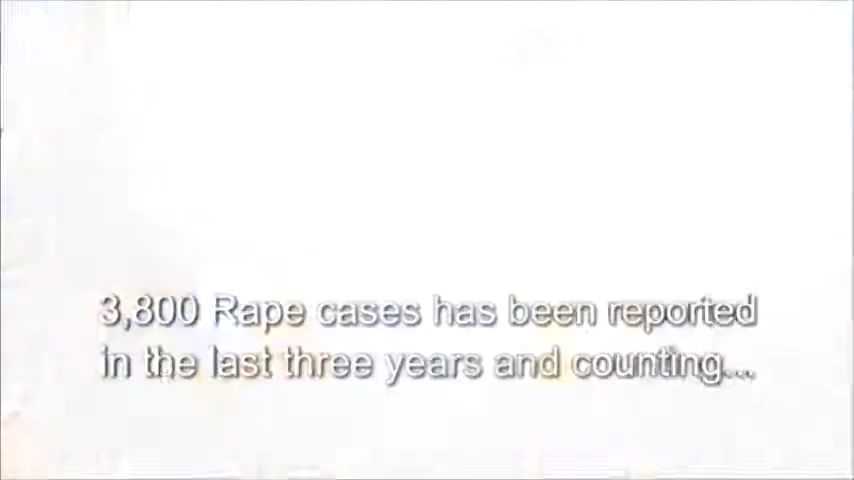 3,800 Rape cases has been reported
in the last three years and counting...